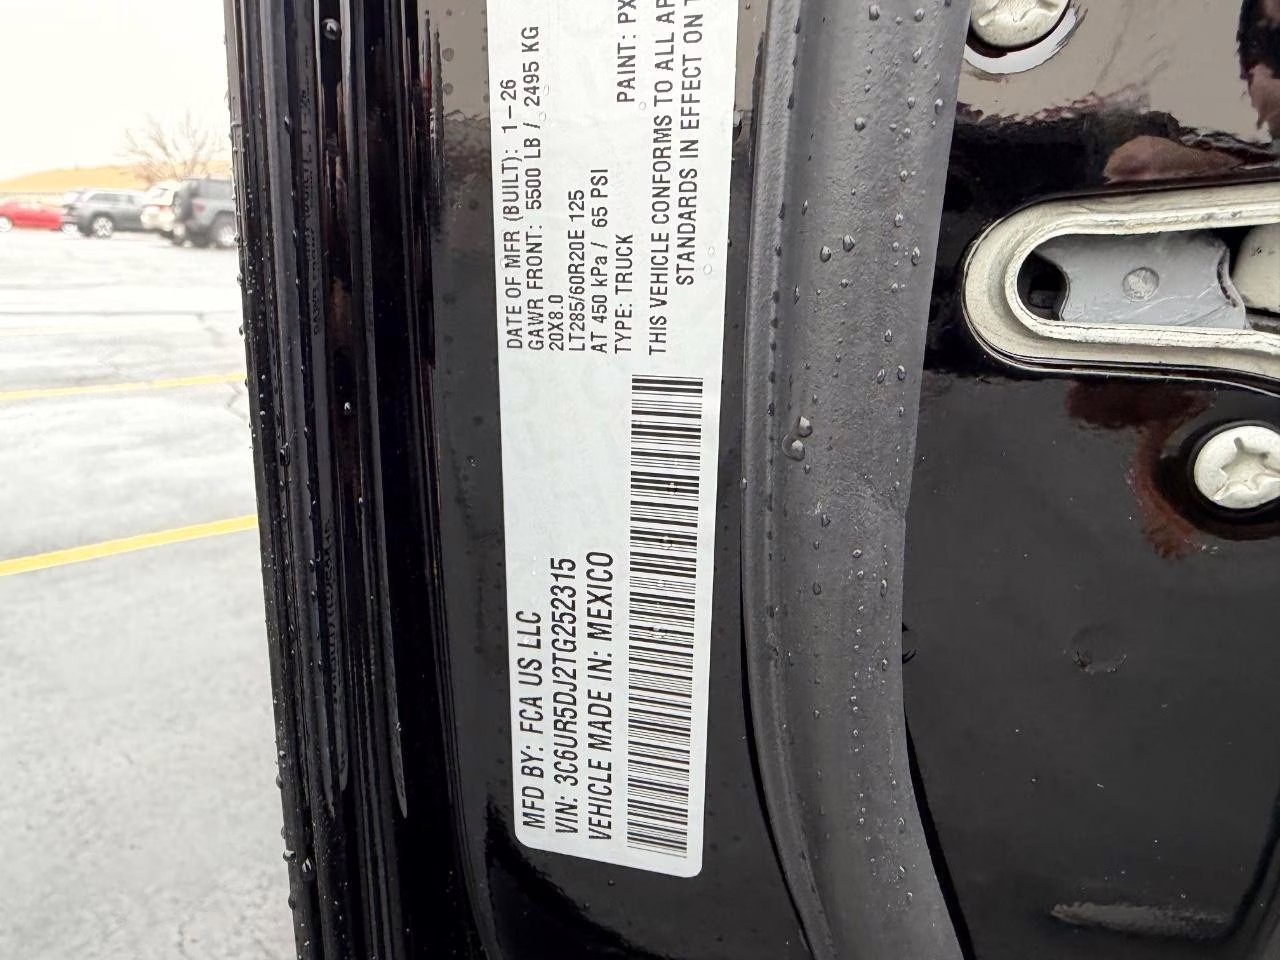 MFD BY: FCA US LLC
VIN: 3C6UR5DJ2TG252315
VEHICLE MADE IN: MEXICO
DATE OF MFR (BUILT): 1-26
GAWR FRONT: 5500 LB / 2495 KG
20X8.0
LT285/60R20E 125
AT 450 kPa / 65 PSI
TYPE: TRUCK
PAINT: PX
THIS VEHICLE CONFORMS TO ALL AP
STANDARDS IN EFFECT ON T